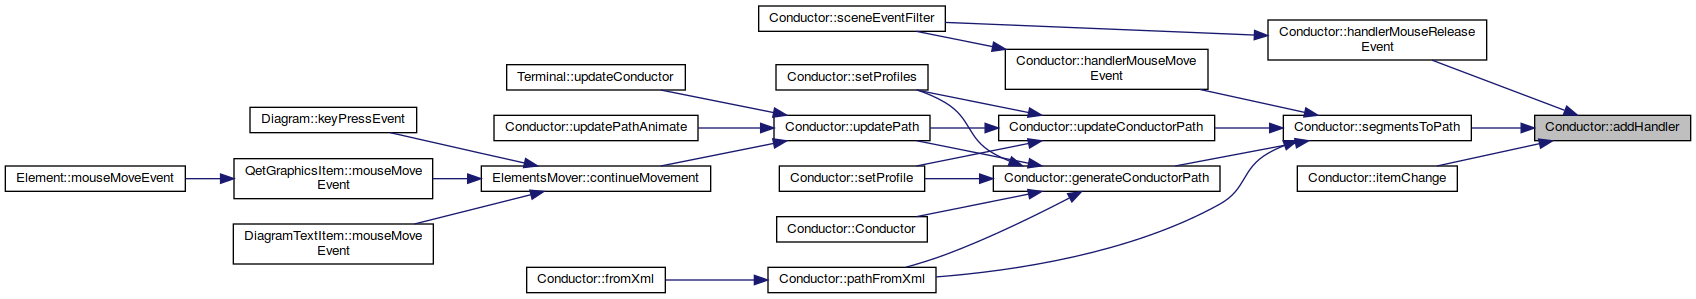 Conductor::sceneEventFilter
Conductor::handlerMouseRelease
Event
Conductor::handlerMouseMove
Event
Terminal::updateConductor
Conductor::setProfiles
Diagram::keyPressEvent
Conductor::updatePathAnimate
Conductor::updatePath
Conductor::updateConductorPath
Conductor::segmentsToPath
Conductor::addHandler
Element::mouseMoveEvent
QetGraphicsItem::mouseMove
Event
ElementsMover::continueMovement
Conductor::setProfile
Conductor::generateConductorPath
Conductor::itemChange
DiagramTextItem::mouseMove
Event
Conductor::Conductor
Conductor::fromXml
Conductor::pathFromXml